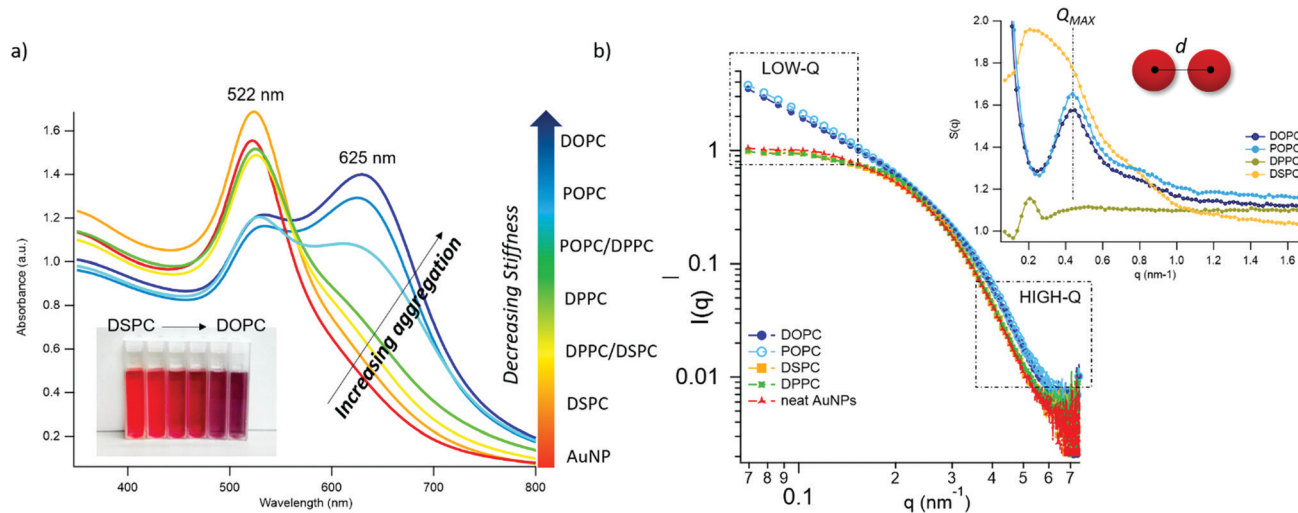 a)
522 nm
625 nm
1.8
1.6
1.4
1.2
1.0
0.8
0.6
0.4
0.2
Absorbance (a.u.)
400
500
600
700
800
Wavelength (nm)
DSPC
DOPC
Increasing aggregation
Decreasing Stiffness
DOPC
POPC
POPC/DPPC
DPPC
DPPC/DSPC
DSPC
AuNP
b)
LOW-Q
HIGH-Q
I(q)
1
0.1
0.01
DOPC
POPC
DSPC
DPPC
neat AuNPs
7 8 9 0.1 2 3 4 5 6 7
q (nm-1)
QMAX
d
2.0
1.8
1.6
1.4
1.2
1.0
S(q)
DOPC
POPC
DPPC
DSPC
0.2 0.4 0.6 0.8 1.0 1.2 1.4 1.6
q (nm-1)